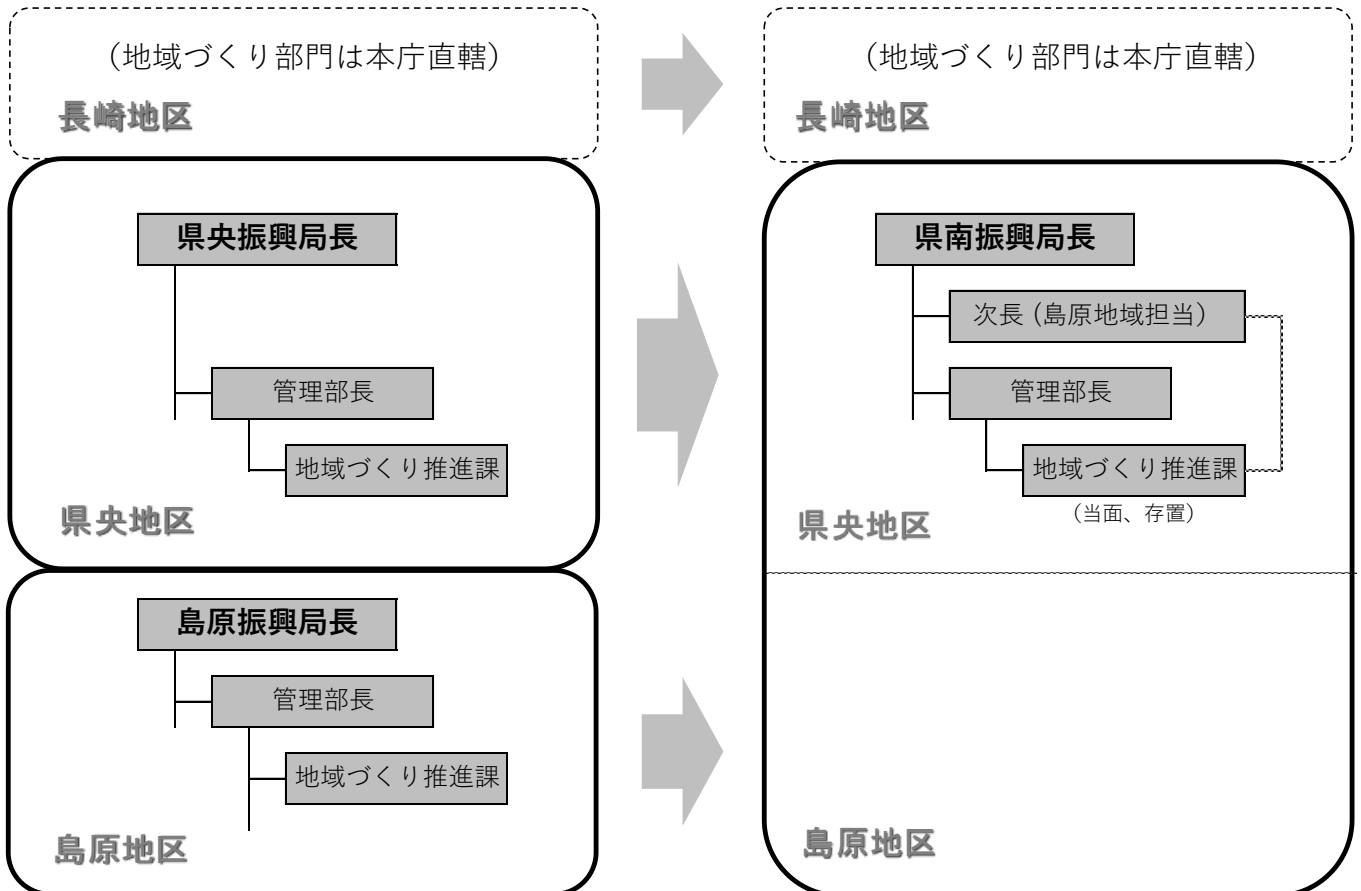 （地域づくり部門は本庁直轄）
長崎地区
県央振興局長
管理部長
地域づくり推進課
県央地区
島原振興局長
管理部長
地域づくり推進課
島原地区
（地域づくり部門は本庁直轄）
長崎地区
県南振興局長
次長（島原地域担当）
管理部長
地域づくり推進課
（当面、存置）
県央地区
島原地区